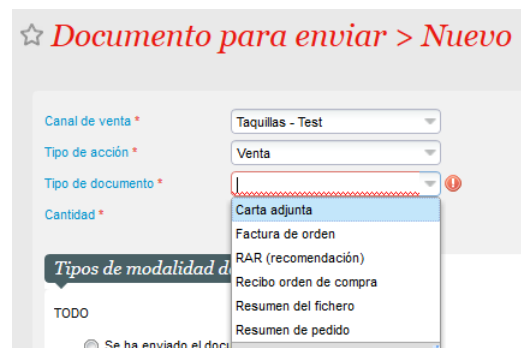 Documento para enviar > Nuevo
Canal de venta * Taquillas - Test
Tipo de acción * Venta
Tipo de documento *
Cantidad * Carta adjunta
Factura de orden
RAR (recomendación)
Tipos de modalidad d
Recibo orden de compra
Resumen del fichero
TODO
Resumen de pedido
Se ha enviado el docu